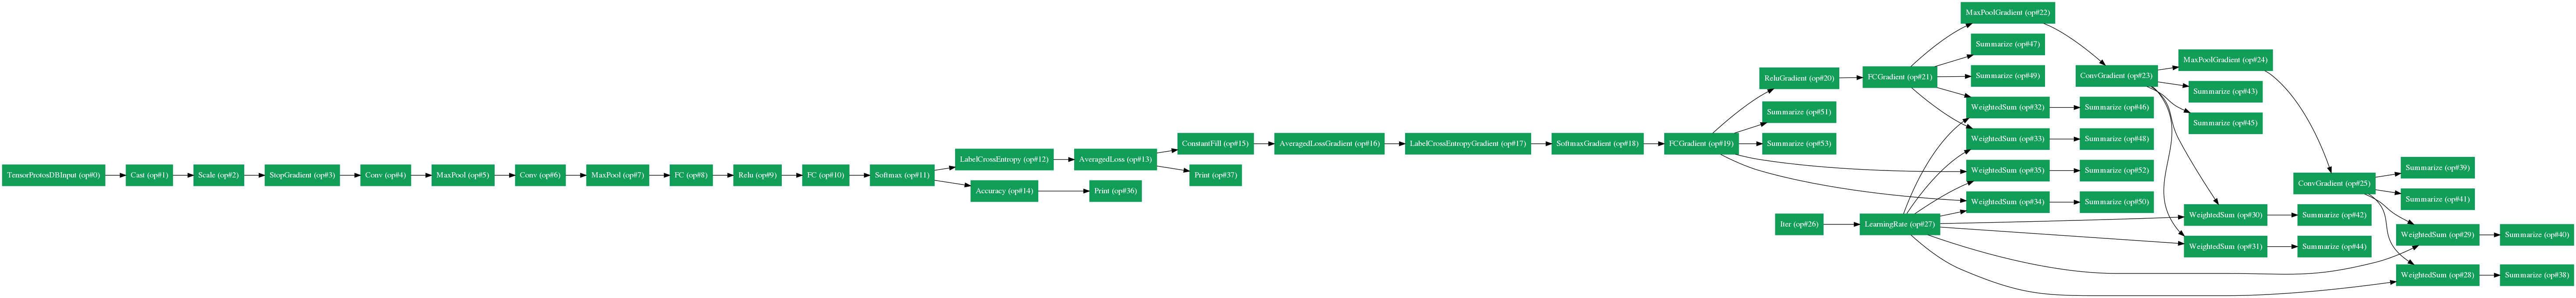 MaxPoolGradient (op#22)
Summarize (op#47)
MaxPoolGradient (op#24)
ReluGradient (op#20)
FCGradient (op#21)
Summarize (op#49)
ConvGradient (op#23)
Summarize (op#43)
Summarize (op#51)
WeightedSum (op#32)
Summarize (op#46)
Summarize (op#45)
ConstantFill (op#15)
AveragedLossGradient (op#16)
LabelCrossEntropyGradient (op#17)
SoftmaxGradient (op#18)
FCGradient (op#19)
Summarize (op#53)
WeightedSum (op#33)
Summarize (op#48)
LabelCrossEntropy (op#12)
AveragedLoss (op#13)
TensorProtosDBInput (op#0)
Cast (op#1)
Scale (op#2)
StopGradient (op#3)
Conv (op#4)
MaxPool (op#5)
Conv (op#6)
MaxPool (op#7)
FC (op#8)
Relu (op#9)
FC (op#10)
Softmax (op#11)
Print (op#37)
WeightedSum (op#35)
Summarize (op#52)
Summarize (op#39)
ConvGradient (op#25)
Accuracy (op#14)
Print (op#36)
WeightedSum (op#34)
Summarize (op#50)
Summarize (op#41)
Iter (op#26)
LearningRate (op#27)
WeightedSum (op#30)
Summarize (op#42)
WeightedSum (op#29)
Summarize (op#40)
WeightedSum (op#31)
Summarize (op#44)
WeightedSum (op#28)
Summarize (op#38)